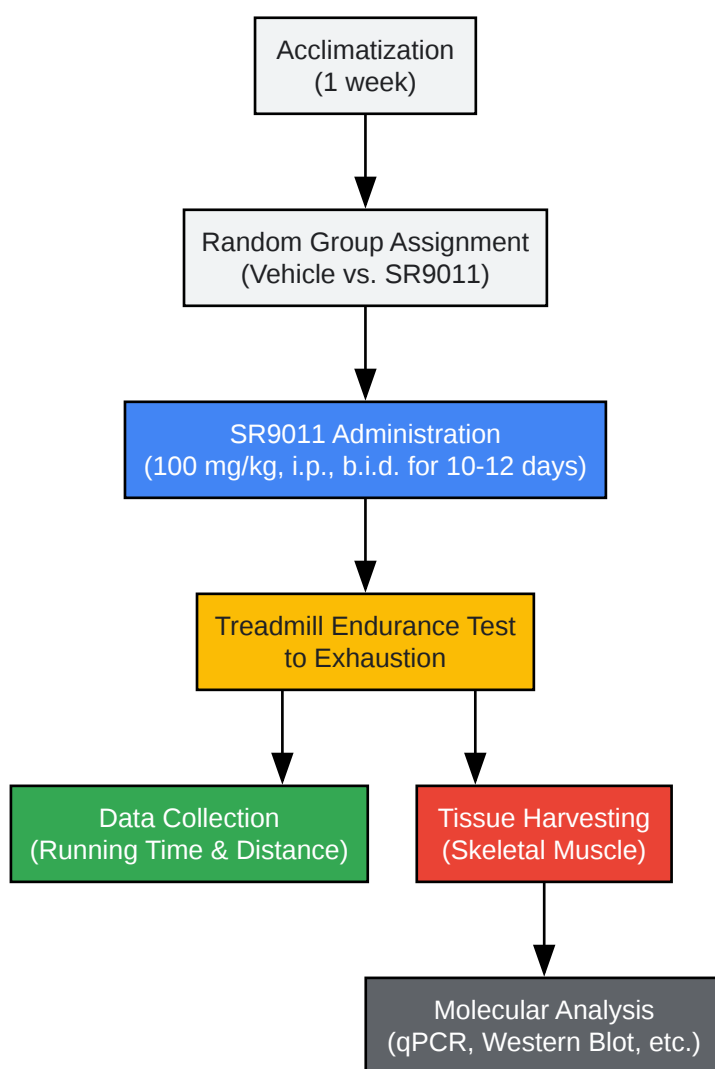 Acclimatization
(1 week)
Random Group Assignment
(Vehicle vs. SR9011)
SR9011 Administration
(100 mg/kg, i.p., b.i.d. for 10-12 days)
Treadmill Endurance Test
to Exhaustion
Data Collection
(Running Time & Distance)
Tissue Harvesting
(Skeletal Muscle)
Molecular Analysis
(qPCR, Western Blot, etc.)